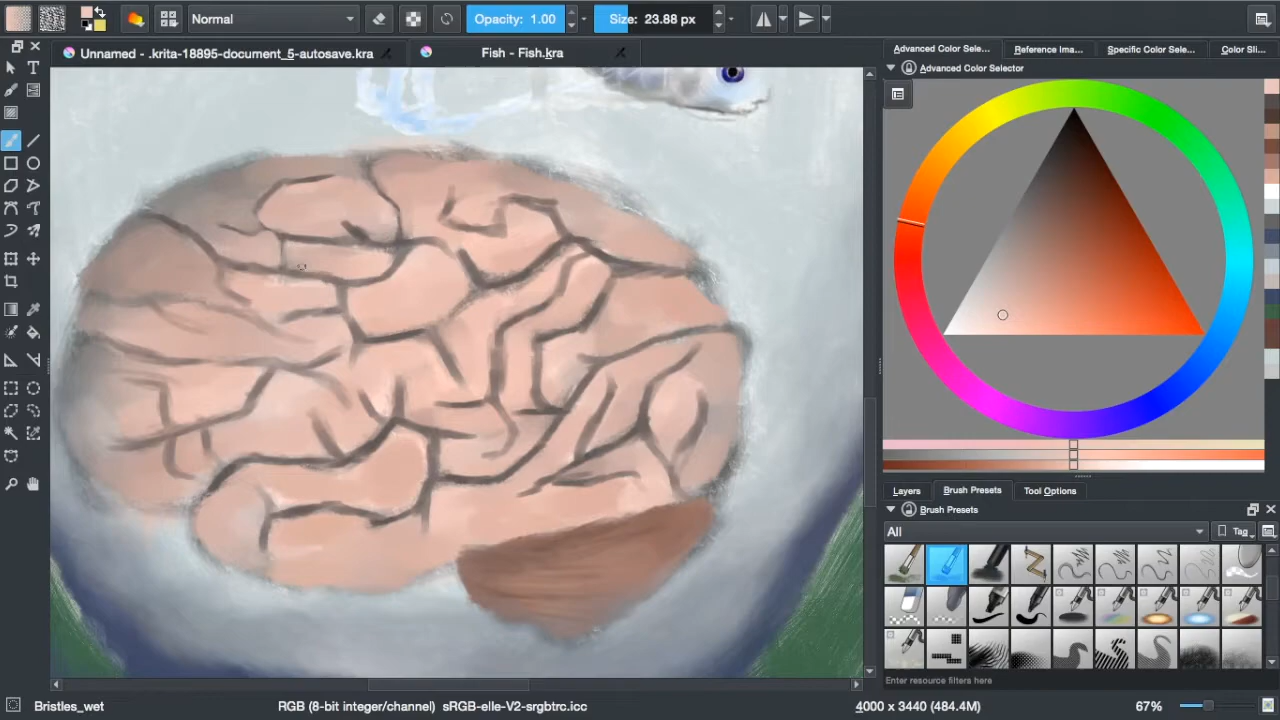 Normal
Opacity: 1.00
Size: 23.88 px
Unnamed - .krita-18895-document_5-autosave.kra
Fish - Fish.kra
Advanced Color Sele...
Reference Ima...
Specific Color Sele...
Color Sli...
Advanced Color Selector
Layers
Brush Presets
Tool Options
Brush Presets
All
Tag
Enter resource filters here
Bristles_wet
RGB (8-bit integer/channel) sRGB-elle-V2-srgbtrc.icc
4000 x 3440 (484.4M)
67%